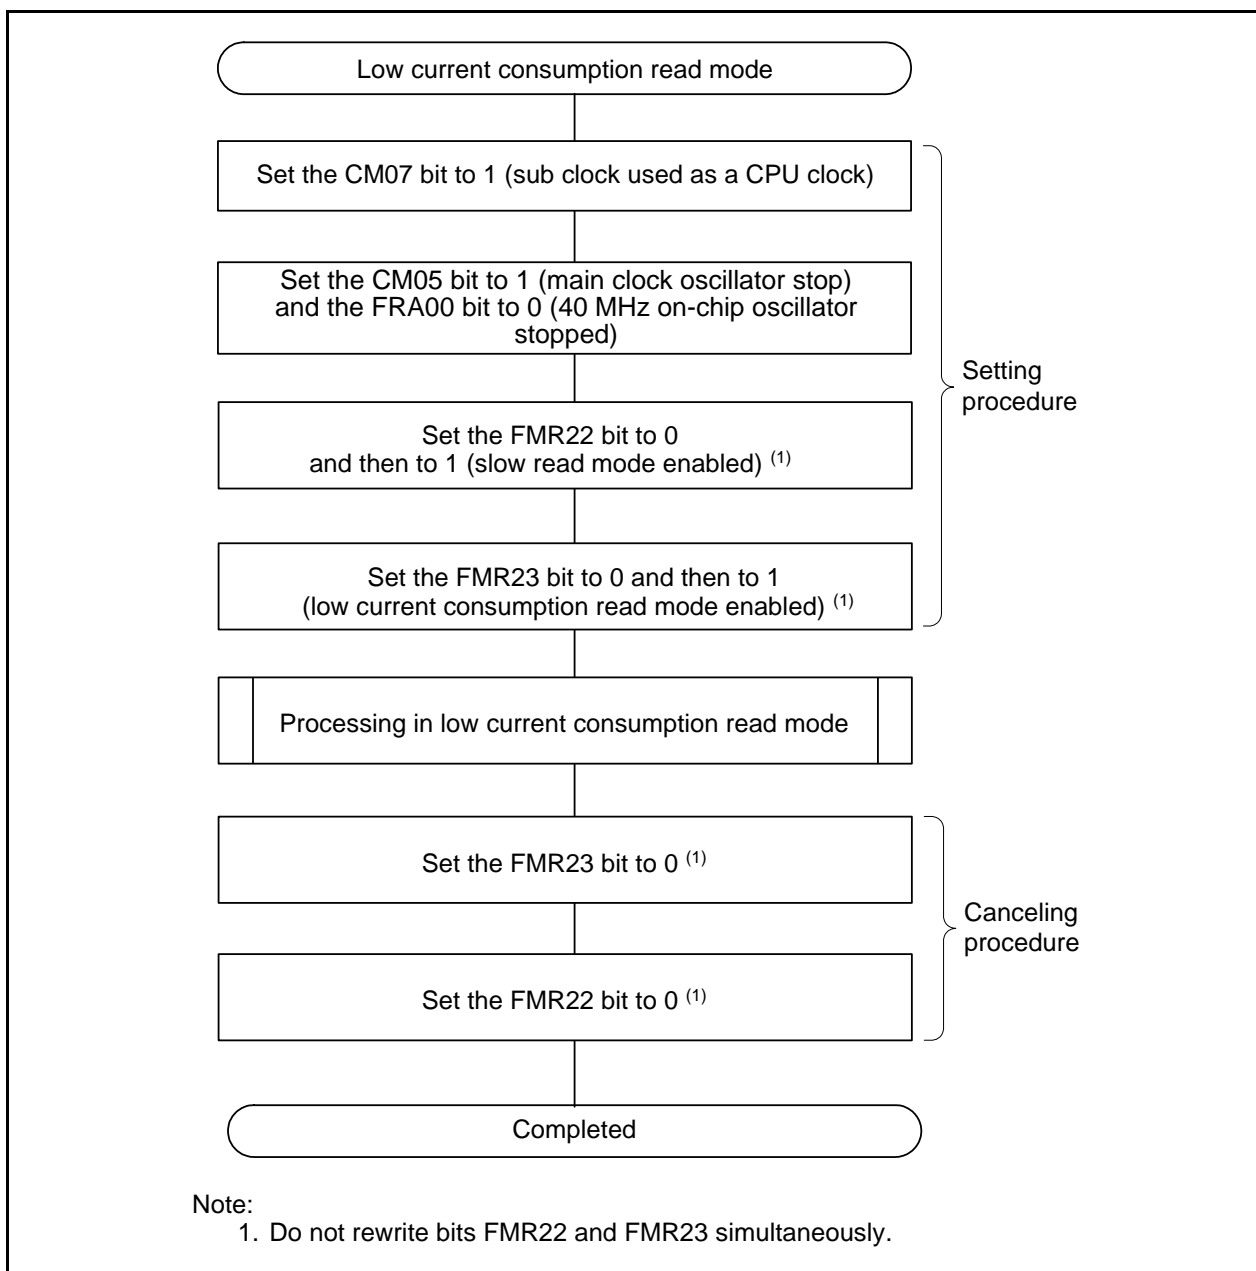 Low current consumption read mode
Set the CM07 bit to 1 (sub clock used as a CPU clock)
Set the CM05 bit to 1 (main clock oscillator stop)
and the FRA00 bit to 0 (40 MHz on-chip oscillator
stopped)
Setting
procedure
Set the FMR22 bit to 0
and then to 1 (slow read mode enabled) (1)
Set the FMR23 bit to 0 and then to 1
(low current consumption read mode enabled) (1)
Processing in low current consumption read mode
Set the FMR23 bit to 0 (1)
Canceling
procedure
Set the FMR22 bit to 0 (1)
Completed
Note:
1. Do not rewrite bits FMR22 and FMR23 simultaneously.